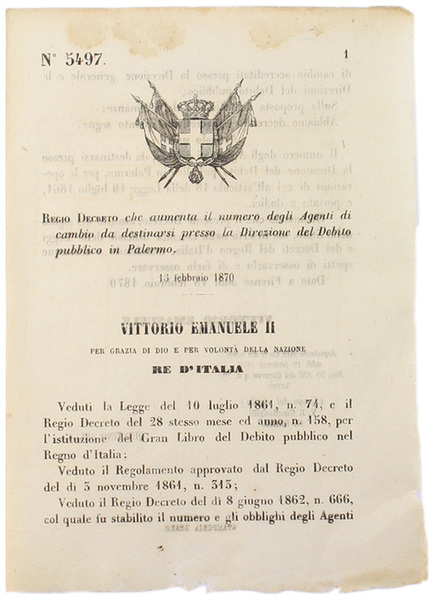 N° 5497.
1
REGIO DECRETO che aumenta il numero degli Agenti di
cambio da destinarsi presso la Direzione del Debito
pubblico in Palermo,
13 febbraio 1870
VITTORIO EMANUELE II
PER GRAZIA DI DIO E PER VOLONTÀ DELLA NAZIONE
RE D'ITALIA
Veduti la Legge del 10 luglio 1861, n. 74, e il
Regio Decreto del 28 stesso mese ed anno, n. 158, per
l'istituzione del Gran Libro del Debito pubblico nel
Regno d'Italia;
Veduto il Regolamento approvato dal Regio Decreto
del dì 3 novembre 1861, n. 313;
Veduto il Regio Decreto del dì 8 giugno 1862, n. 666,
col quale fu stabilito il numero e gli obblighi degli Agenti